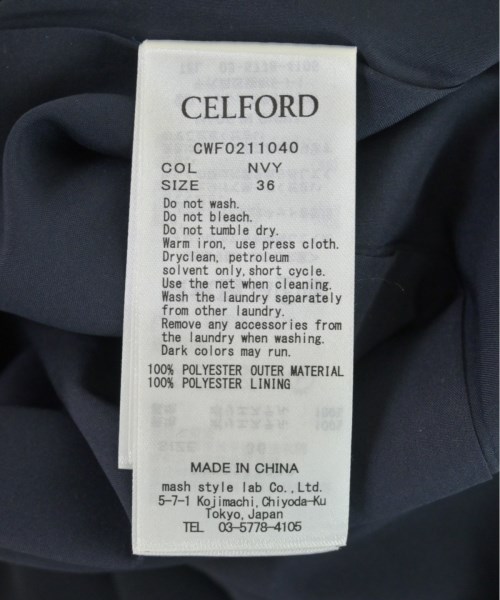 CELFORD
CWF0211040
COL NVY
SIZE 36
Do not wash.
Do not bleach.
Do not tumble dry.
Warm iron, use press cloth.
Dryclean, petroleum
solvent only, short cycle.
Use the net when cleaning.
Wash the laundry separately
from other laundry.
Remove any accessories from
the laundry when washing.
Dark colors may run.
100% POLYESTER OUTER MATERIAL
100% POLYESTER LINING
MADE IN CHINA
mash style lab Co.,Ltd.
5-7-1 Kojimachi, Chiyoda-Ku
Tokyo, Japan
TEL 03-5778-4105